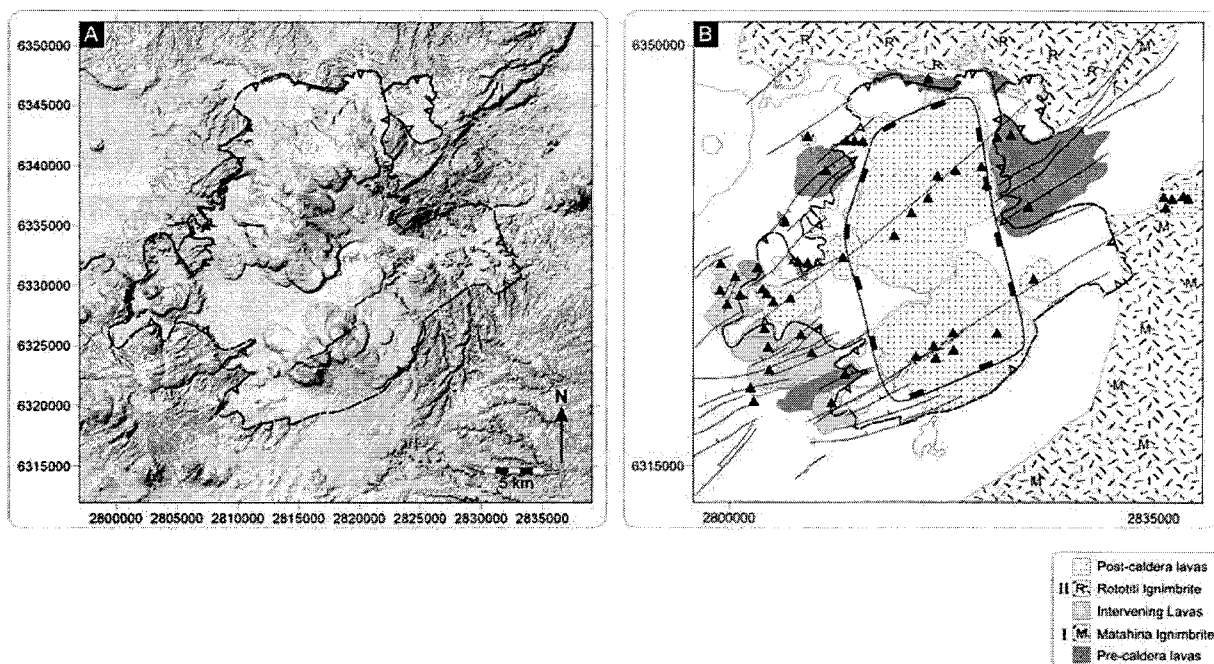 A
6350000
6345000
6340000
6335000
6330000
6325000
6320000
6315000
N
5 km
2800000 2805000 2810000 2815000 2820000 2825000 2830000 2835000
B
6350000
R
R
R
R
M
R
R
M
M
M
M
M
M
6315000
2800000
2835000
Post-caldera lavas
II R Rototiti Ignimbrite
Intervening Lavas
I M Matahina Ignimbrite
Pre-caldera lavas